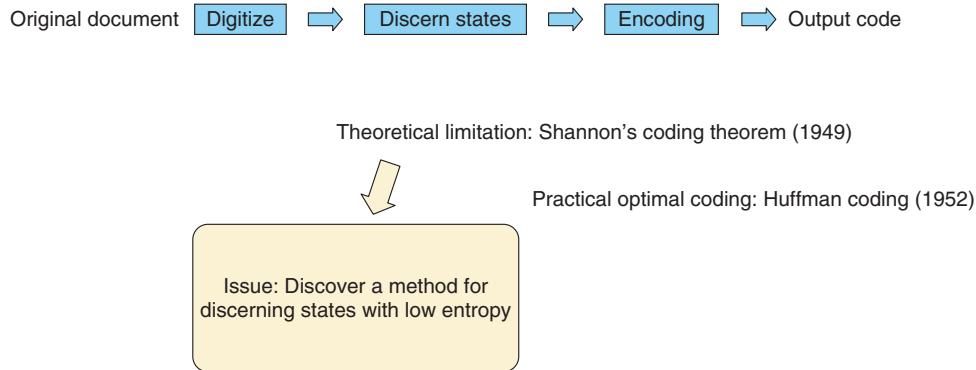 Original document Digitize Discern states Encoding Output code
Theoretical limitation: Shannon's coding theorem (1949)
Practical optimal coding: Huffman coding (1952)
Issue: Discover a method for
discerning states with low entropy